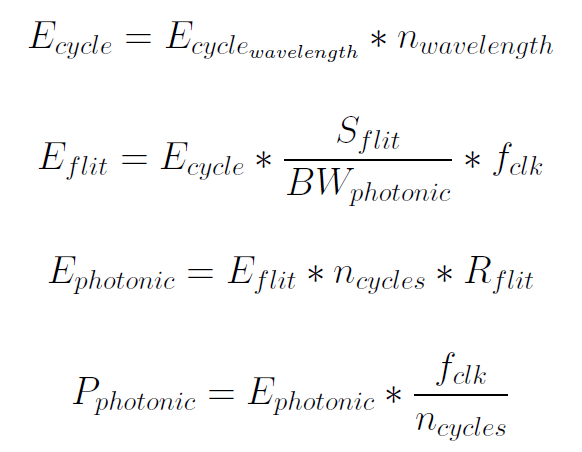 E_{cycle} = E_{cycle_{wavelength}} * n_{wavelength}
E_{flit} = E_{cycle} * \frac{S_{flit}}{BW_{photonic}} * f_{clk}
E_{photonic} = E_{flit} * n_{cycles} * R_{flit}
P_{photonic} = E_{photonic} * \frac{f_{clk}}{n_{cycles}}